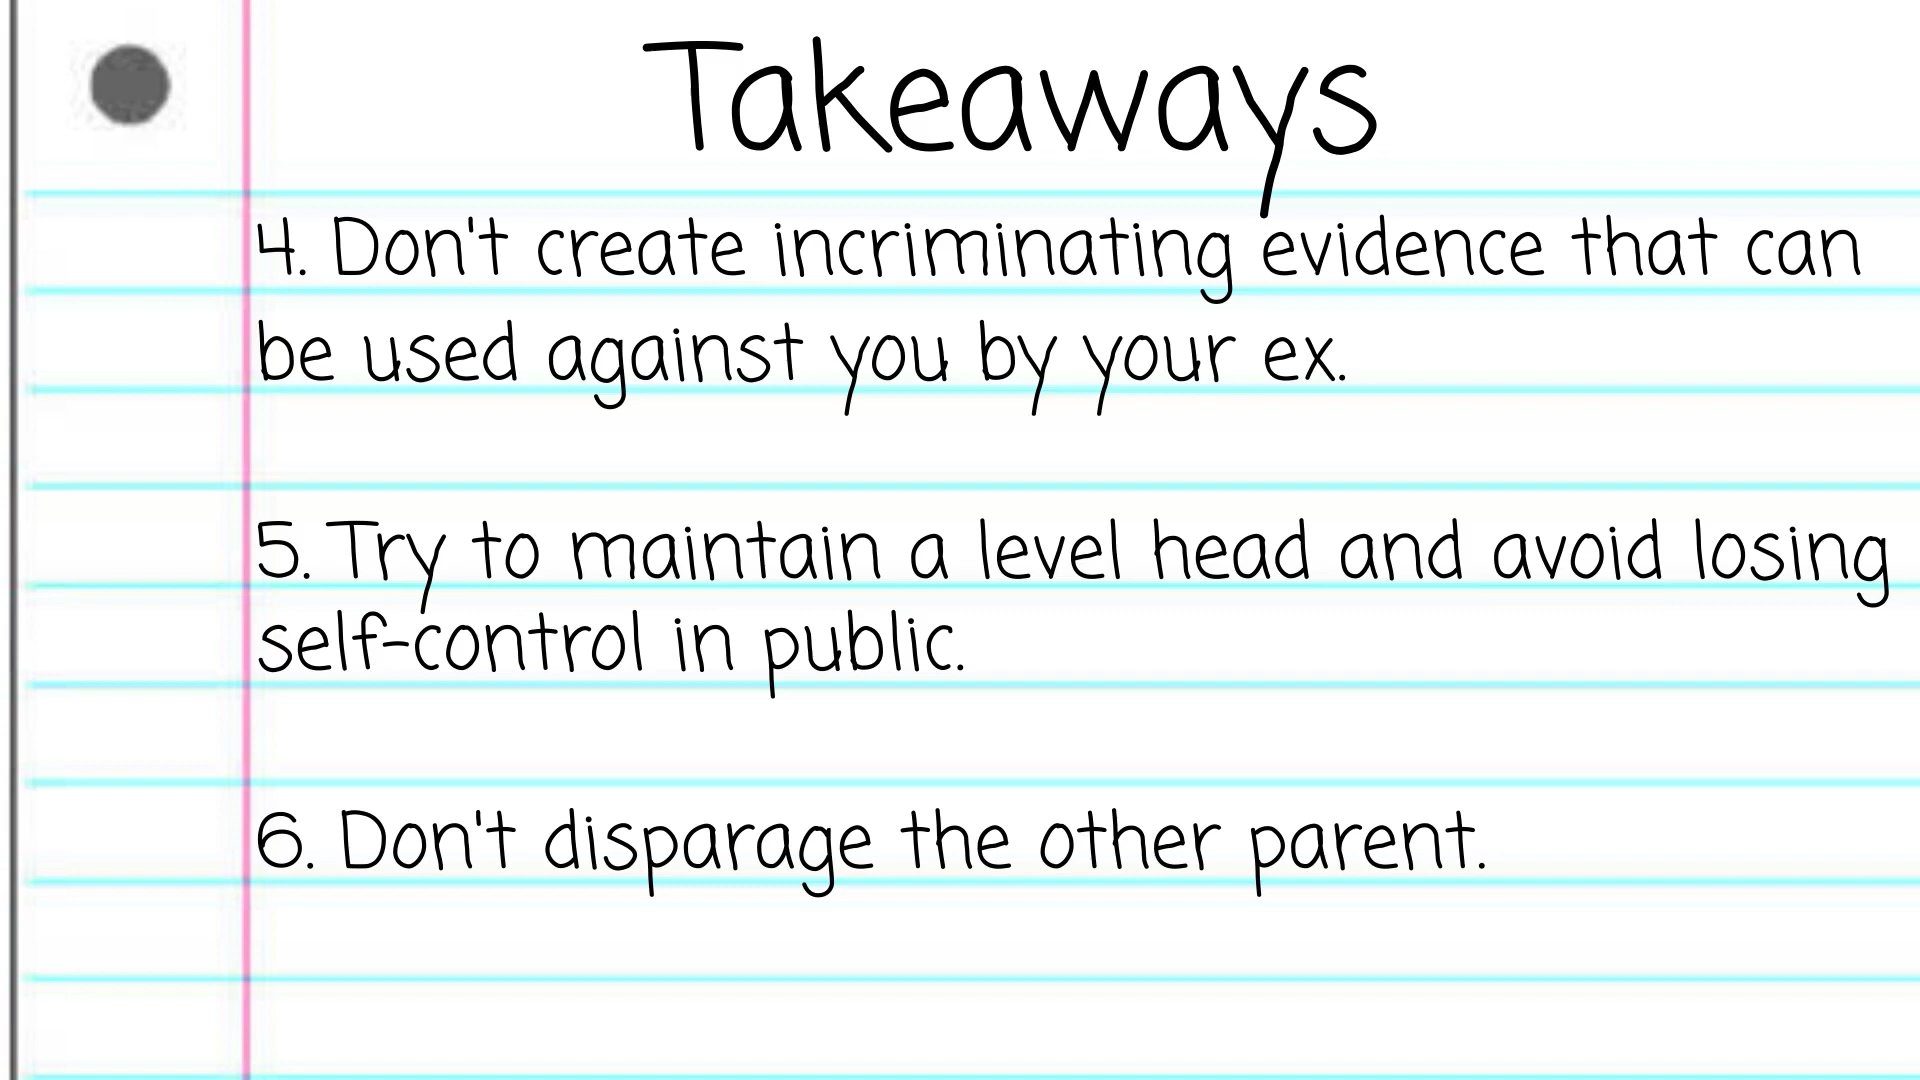 Takeaways
4. Don't create incriminating evidence that can
be used against you by your ex.
5. Try to maintain a level head and avoid losing
self-control in public.
6. Don't disparage the other parent.